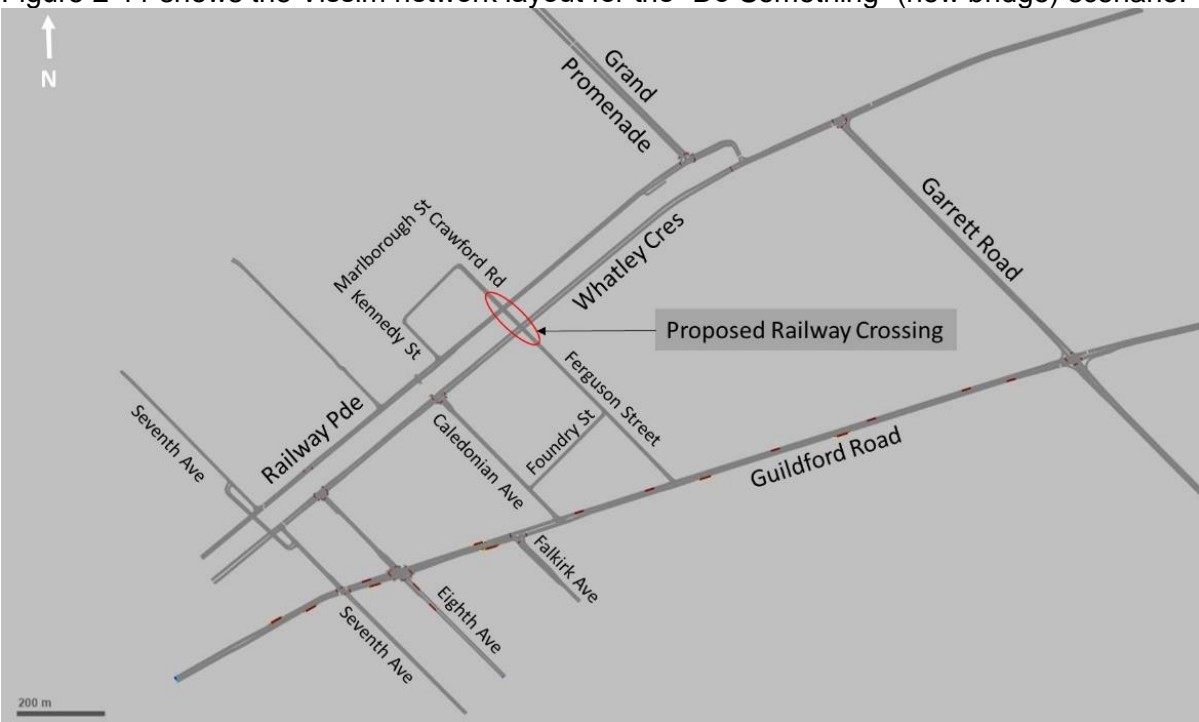 Figure 2-11 shows the Vissim network layout for the "Do Something" (new bridge) scenario.
N
Grand
Promenade
Garrett Road
Marlborough St
Crawford Rd
Whatley Cres
Kennedy St
Proposed Railway Crossing
Ferguson Street
Railway Pde
Seventh Ave
Caledonian Ave
Foundry St
Guildford Road
Falkirk Ave
Eighth Ave
Seventh Ave
200 m